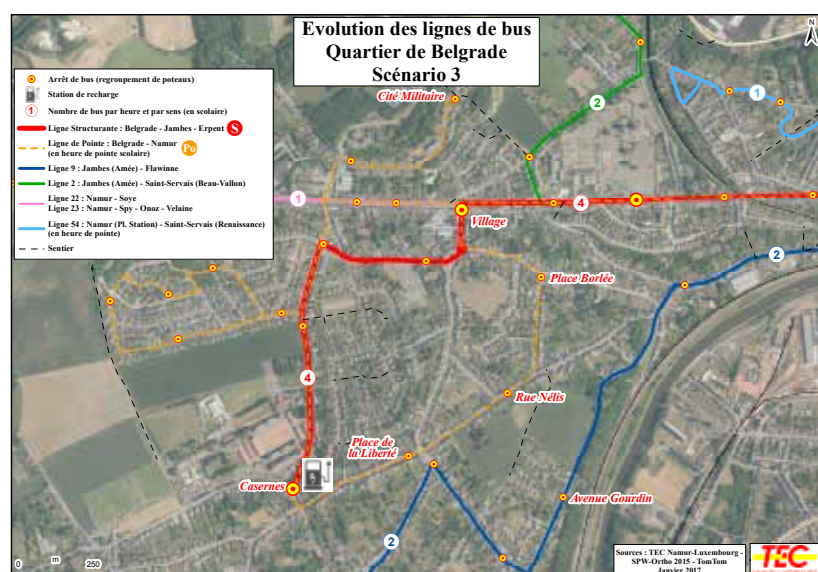 Evolution des lignes de bus
Quartier de Belgrade
Scénario 3
N
Arrêt de bus (regroupement de poteaux)
Station de recharge
1 Nombre de bus par heure et par sens (en scolaire)
Ligne Structurante : Belgrade - Jambes - Erpent S
Ligne de Pointe : Belgrade - Namur
(en heure de pointe scolaire) Po
Ligne 9 : Jambes (Amée) - Flawinne
Ligne 2 : Jambes (Amée) - Saint-Servais (Beau-Vallon)
Ligne 22 : Namur - Soye
Ligne 23 : Namur - Spy - Onoz - Velaine
Ligne 54 : Namur (Pl. Station) - Saint-Servais (Renaissance)
(en heure de pointe)
Sentier
Cité Militaire
2
1
1
4
Village
2
Place Borlée
4
Rue Nélis
Place de
la Liberté
Casernes
Avenue Gourdin
2
0 m 250
Sources : TEC Namur-Luxembourg -
SPW-Ortho 2015 - TomTom
Janvier 2017
TEC